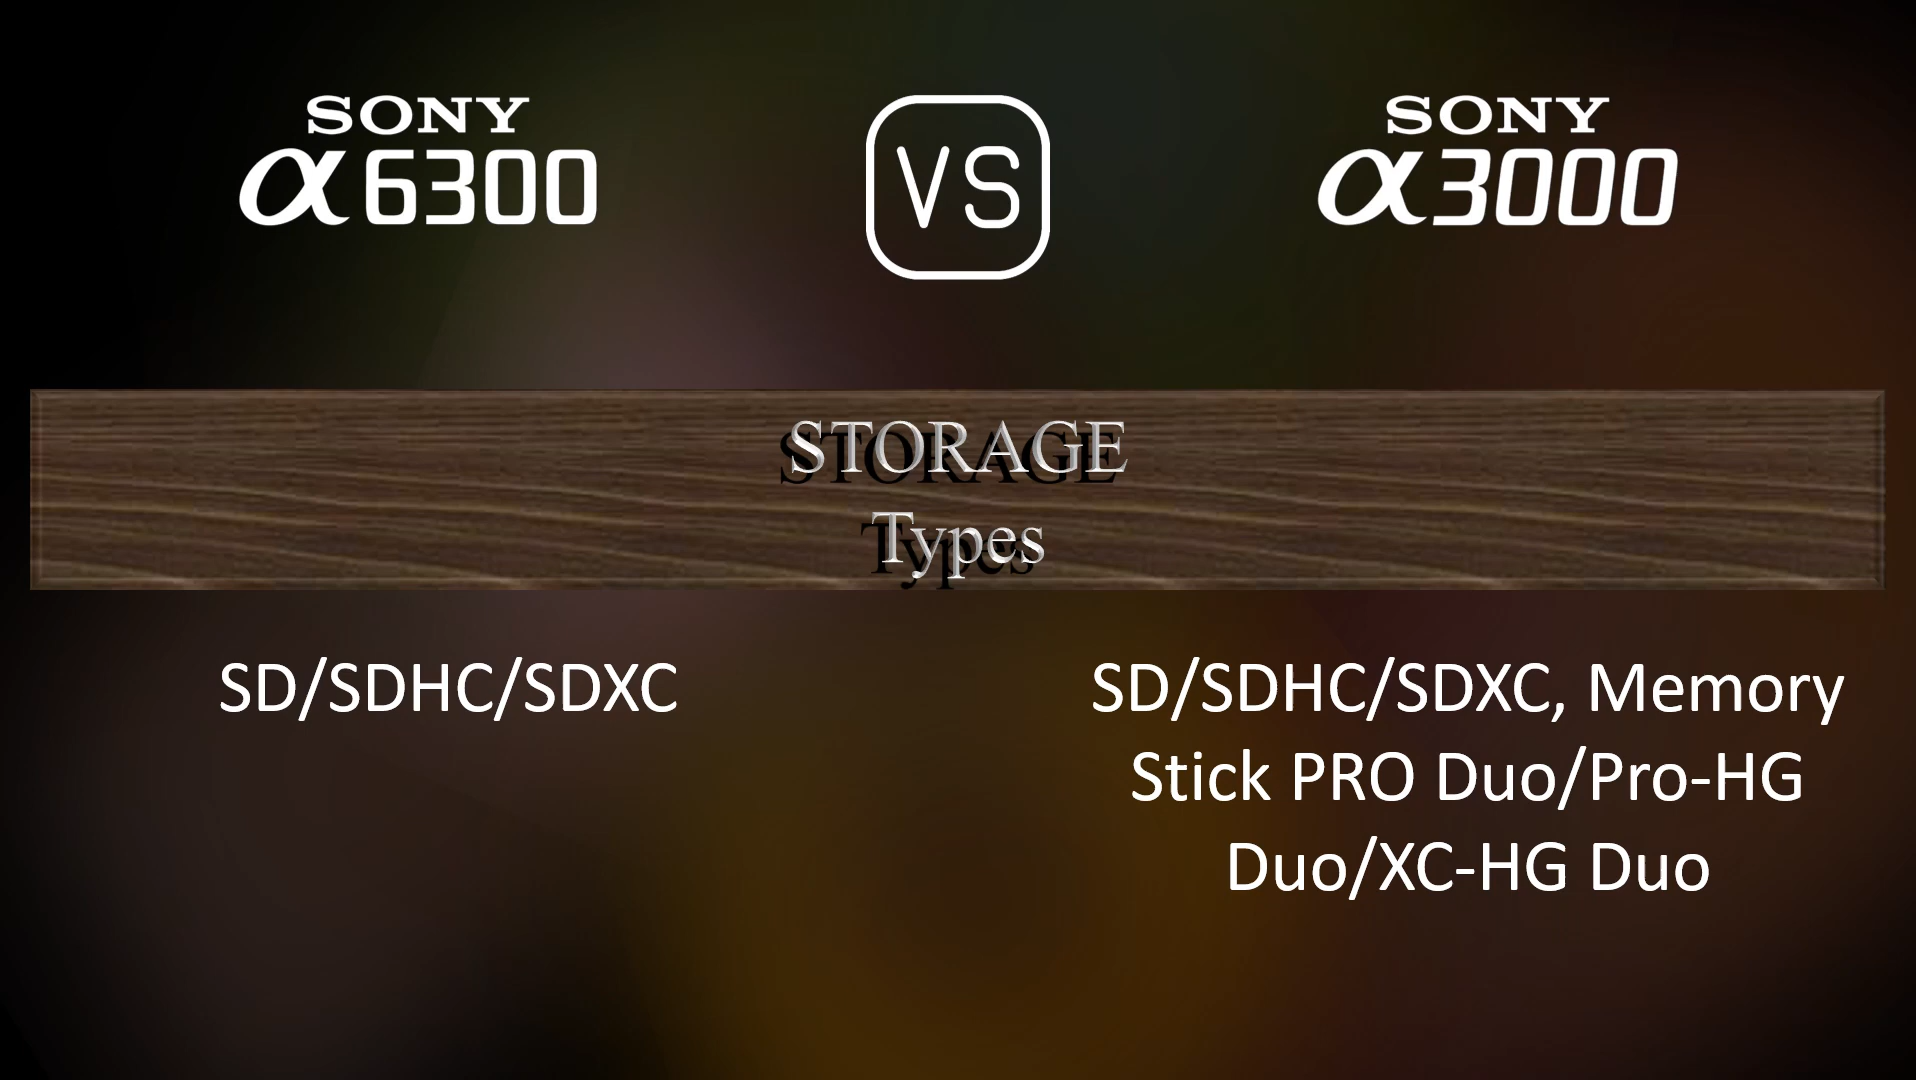 SONY
α6300
VS
SONY
α3000
STORAGE
Types
SD/SDHC/SDXC
SD/SDHC/SDXC, Memory
Stick PRO Duo/Pro-HG
Duo/XC-HG Duo